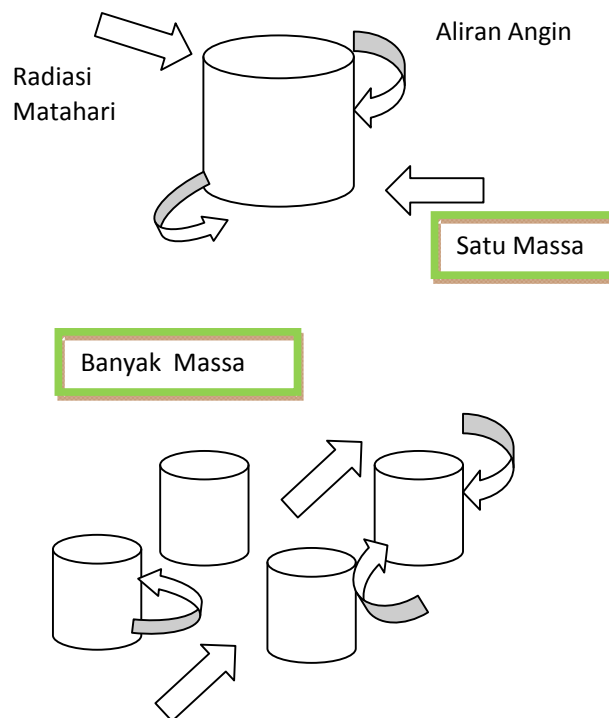 Aliran Angin
Radiasi
Matahari
Satu Massa
Banyak Massa